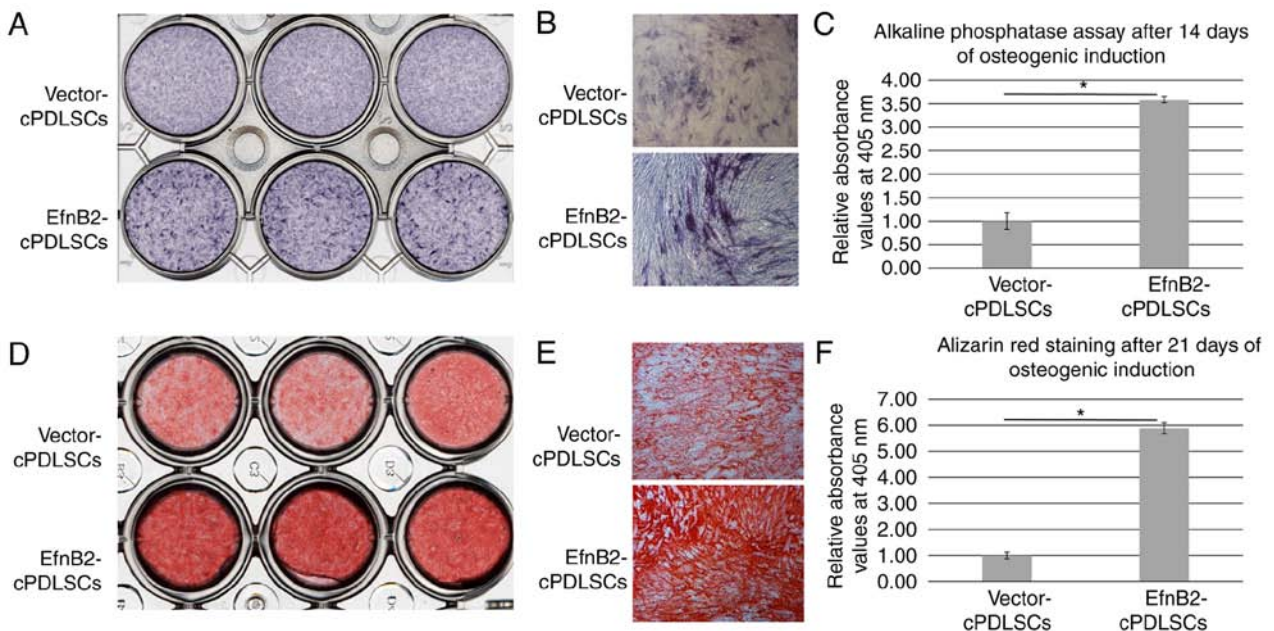 A
Vector-
cPDLSCs
EfnB2-
cPDLSCs
B
Vector-
cPDLSCs
EfnB2-
cPDLSCs
C
Alkaline phosphatase assay after 14 days
of osteogenic induction
Relative absorbance
values at 405 nm
4.00
3.50
3.00
2.50
2.00
1.50
1.00
0.50
0.00
*
Vector-
cPDLSCs
EfnB2-
cPDLSCs
D
Vector-
cPDLSCs
EfnB2-
cPDLSCs
C3
D3
E
Vector-
cPDLSCs
EfnB2-
cPDLSCs
F
Alizarin red staining after 21 days of
osteogenic induction
Relative absorbance
values at 405 nm
7.00
6.00
5.00
4.00
3.00
2.00
1.00
0.00
*
Vector-
cPDLSCs
EfnB2-
cPDLSCs